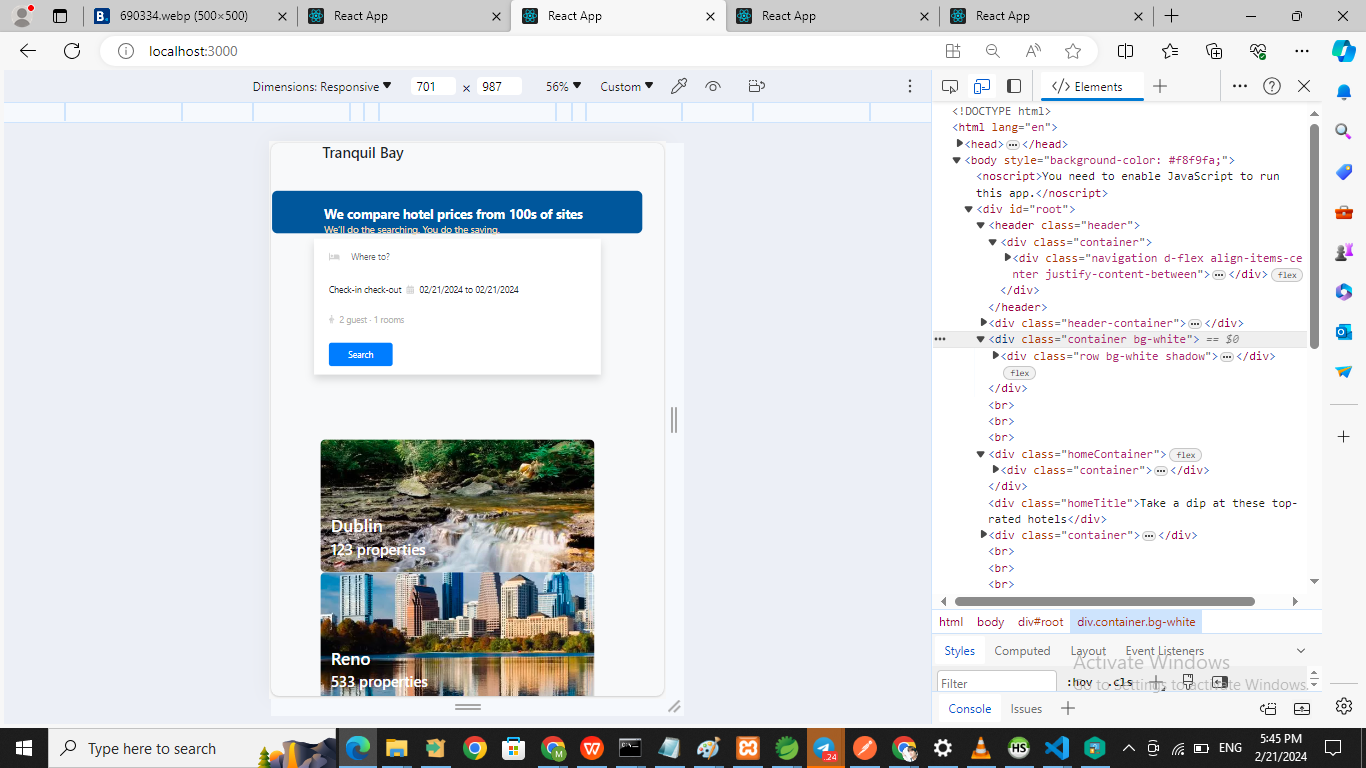 690334.webp (500×500)
React App
React App
React App
React App
localhost:3000
Dimensions: Responsive
701
×
987
56%
Custom
Elements
Tranquil Bay
We compare hotel prices from 100s of sites
We'll do the searching. You do the saving.
Where to?
Check-in check-out
02/21/2024 to 02/21/2024
2 guest - 1 rooms
Search
Dublin
123 properties
Reno
533 properties
<!DOCTYPE html>
<html lang="en">
<head>
</head>
<body style="background-color: #f8f9fa;">
<noscript>You need to enable JavaScript to run
this app.</noscript>
<div id="root">
<header class="header">
<div class="container">
<div class="navigation d-flex align-items-ce
nter justify-content-between">
</div>
flex
</div>
</header>
<div class="header-container">
</div>
<div class="container bg-white"> == $0
<div class="row bg-white shadow">
</div>
flex
</div>
<br>
<br>
<br>
<div class="homeContainer">
flex
<div class="container">
</div>
</div>
<div class="homeTitle">Take a dip at these top-
rated hotels</div>
<div class="container">
</div>
<br>
<br>
<br>
html
body
div#root
div.container.bg-white
Styles
Computed
Layout
Event Listeners
Activate Windows
Go to Settings to activate Windows.
Filter
:hov
.cls
Console
Issues
Type here to search
24
HS
ENG
5:45 PM
2/21/2024